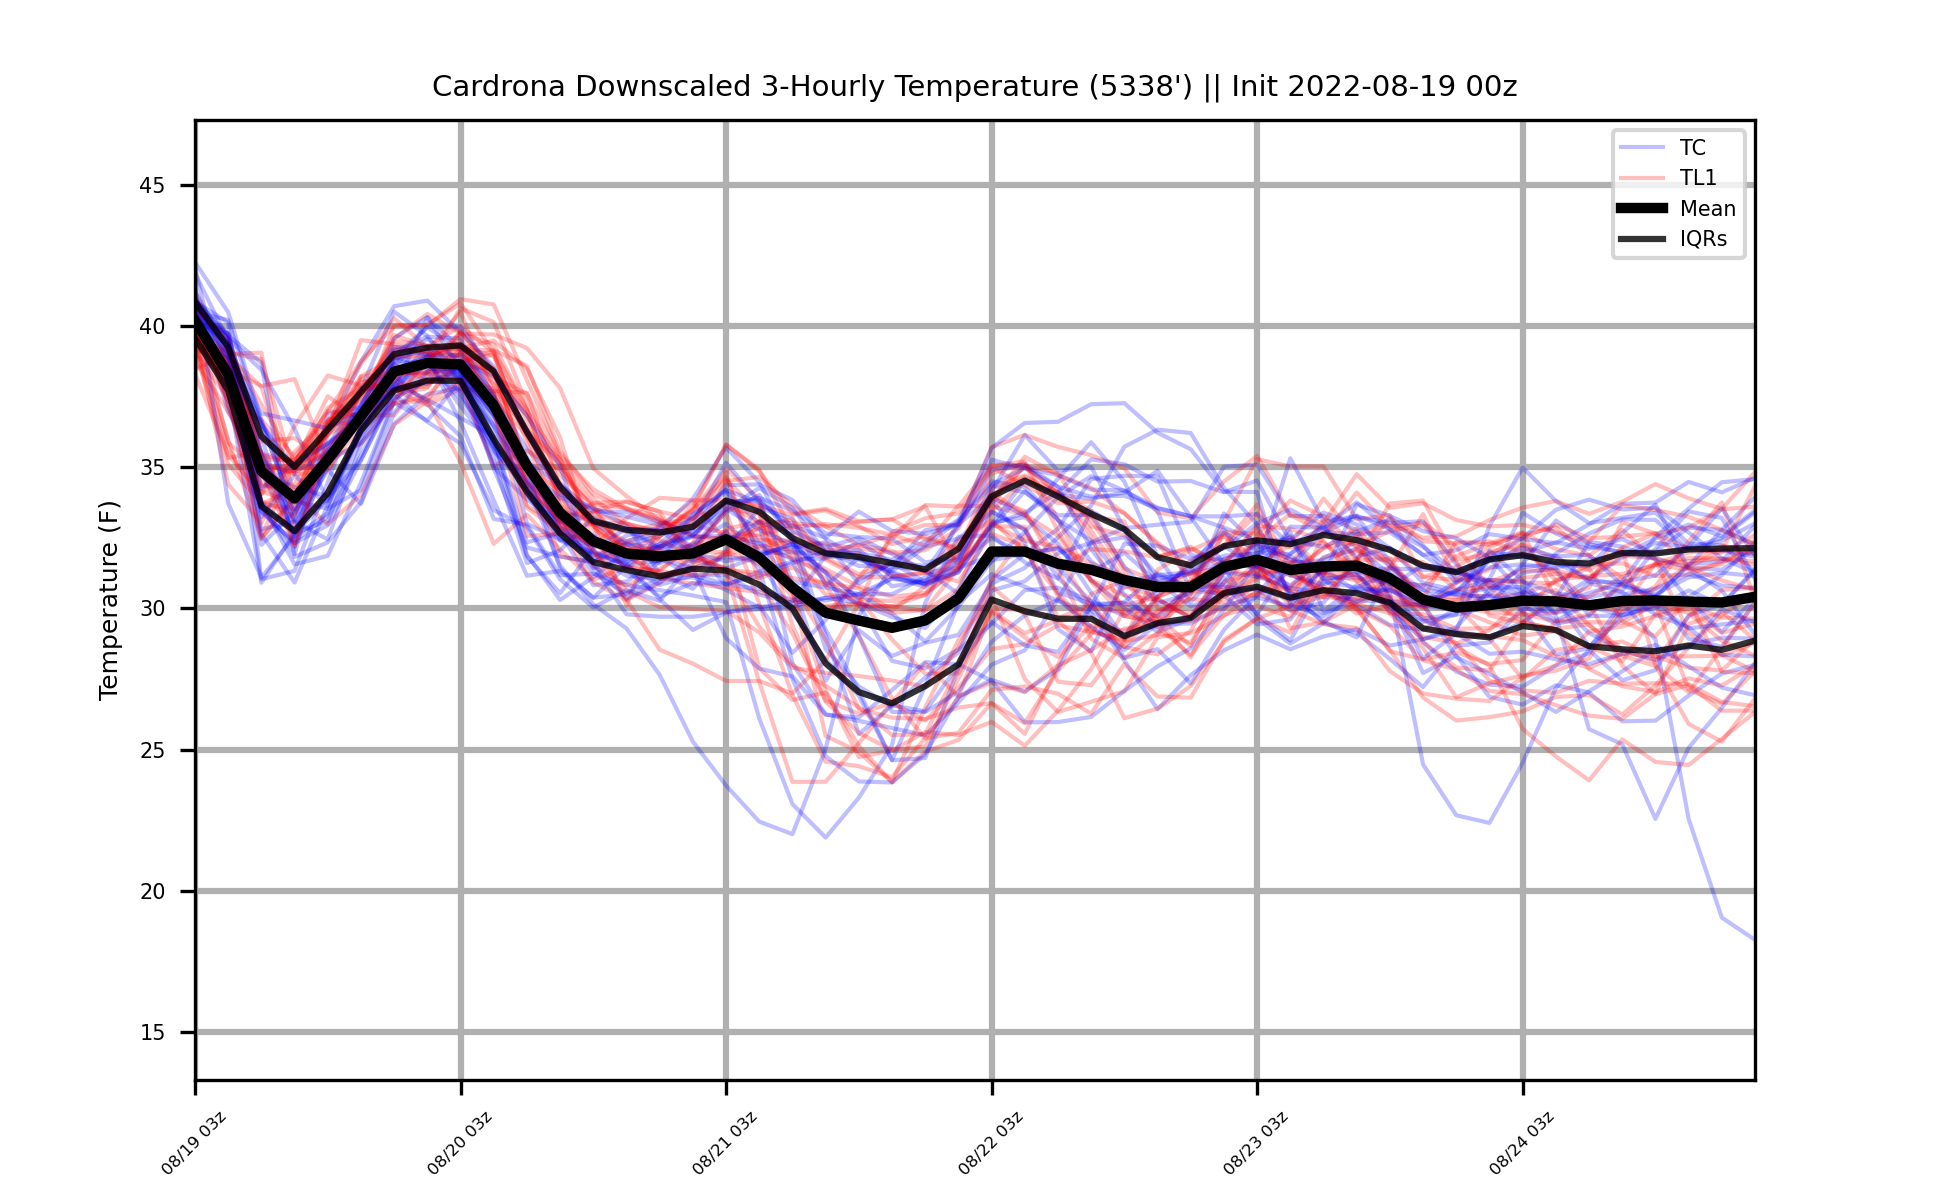 Cardrona Downscaled 3-Hourly Temperature (5338') || Init 2022-08-19 00z
TC
TL1
Mean
IQRs
Temperature (F)
45
40
35
30
25
20
15
08/19 03z
08/20 03z
08/21 03z
08/22 03z
08/23 03z
08/24 03z